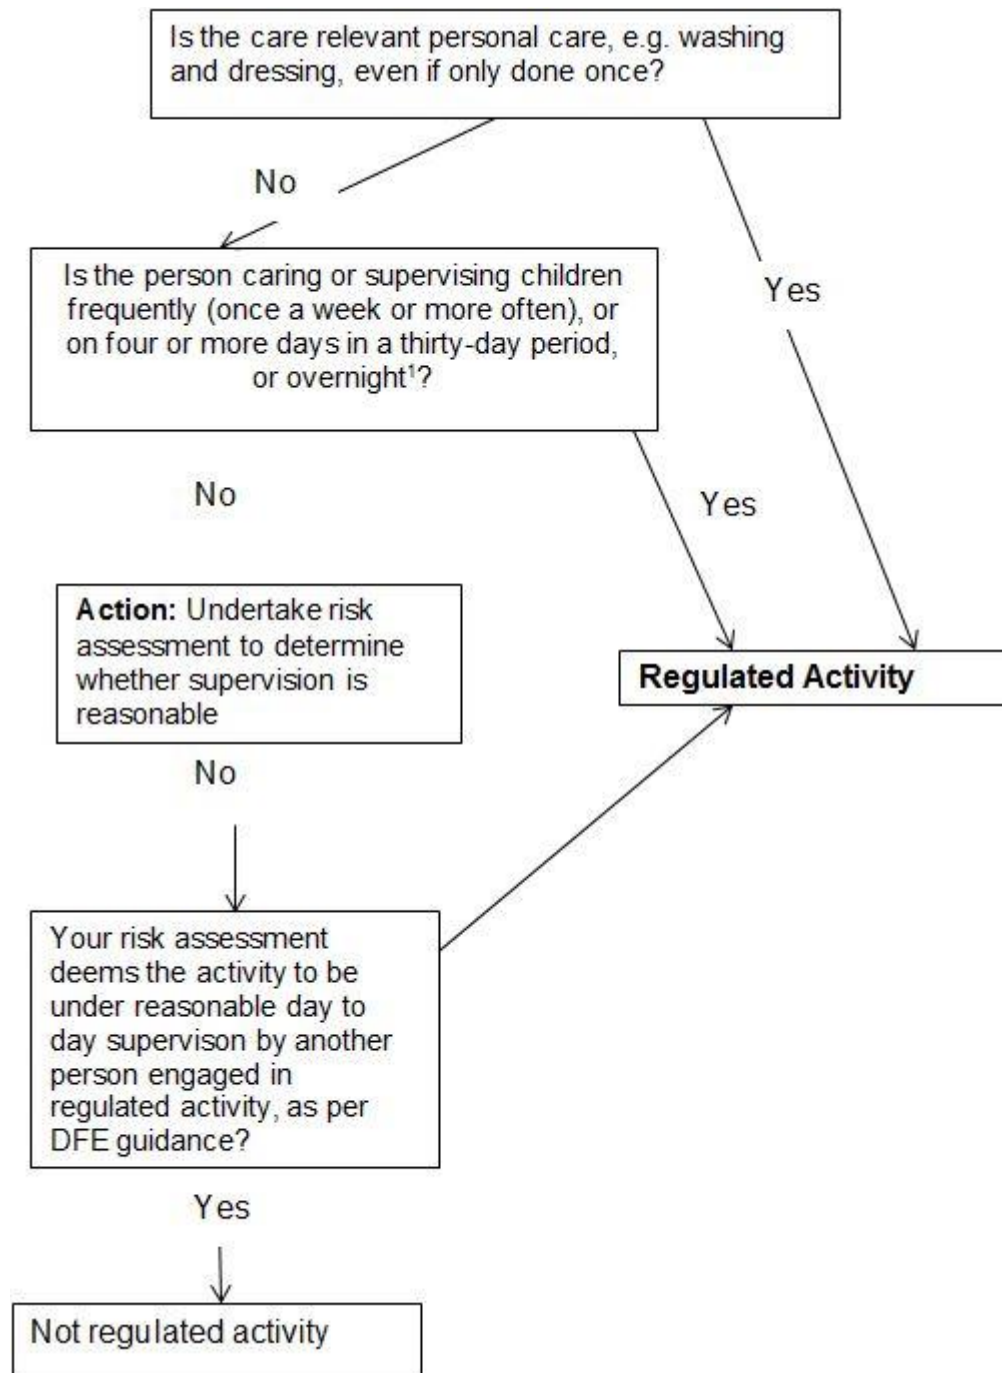 Is the care relevant personal care, e.g. washing
and dressing, even if only done once?
No
Is the person caring or supervising children
frequently (once a week or more often), or
on four or more days in a thirty-day period,
or overnight¹?
Yes
No
Yes
Action: Undertake risk
assessment to determine
whether supervision is
reasonable
Regulated Activity
No
Your risk assessment
deems the activity to be
under reasonable day to
day supervison by another
person engaged in
regulated activity, as per
DFE guidance?
Yes
Not regulated activity